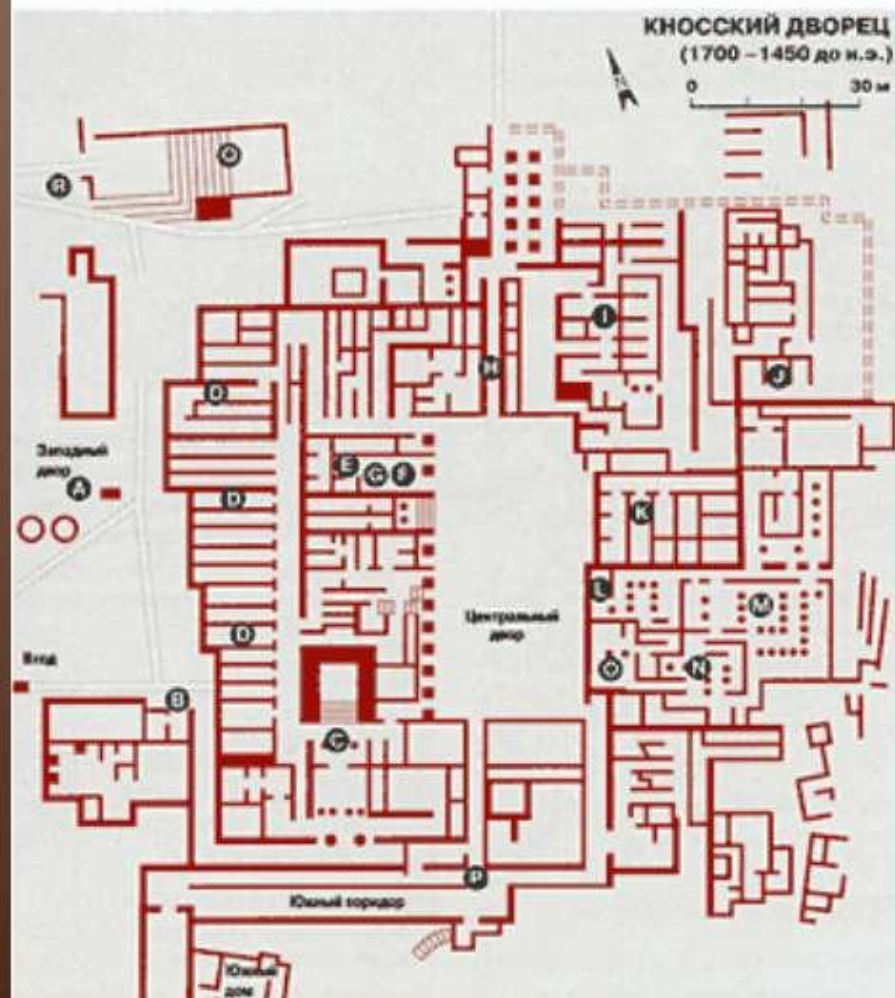 КНОССКИЙ ДВОРЕЦ
(1700 – 1450 до н.э.)
N
0 30 м
R
I
H
D
J
Западный
двор
A
E G F
D
K
L
M
Центральный
двор
D
Вход
N
B
C
P
Южный коридор
Южный
дом